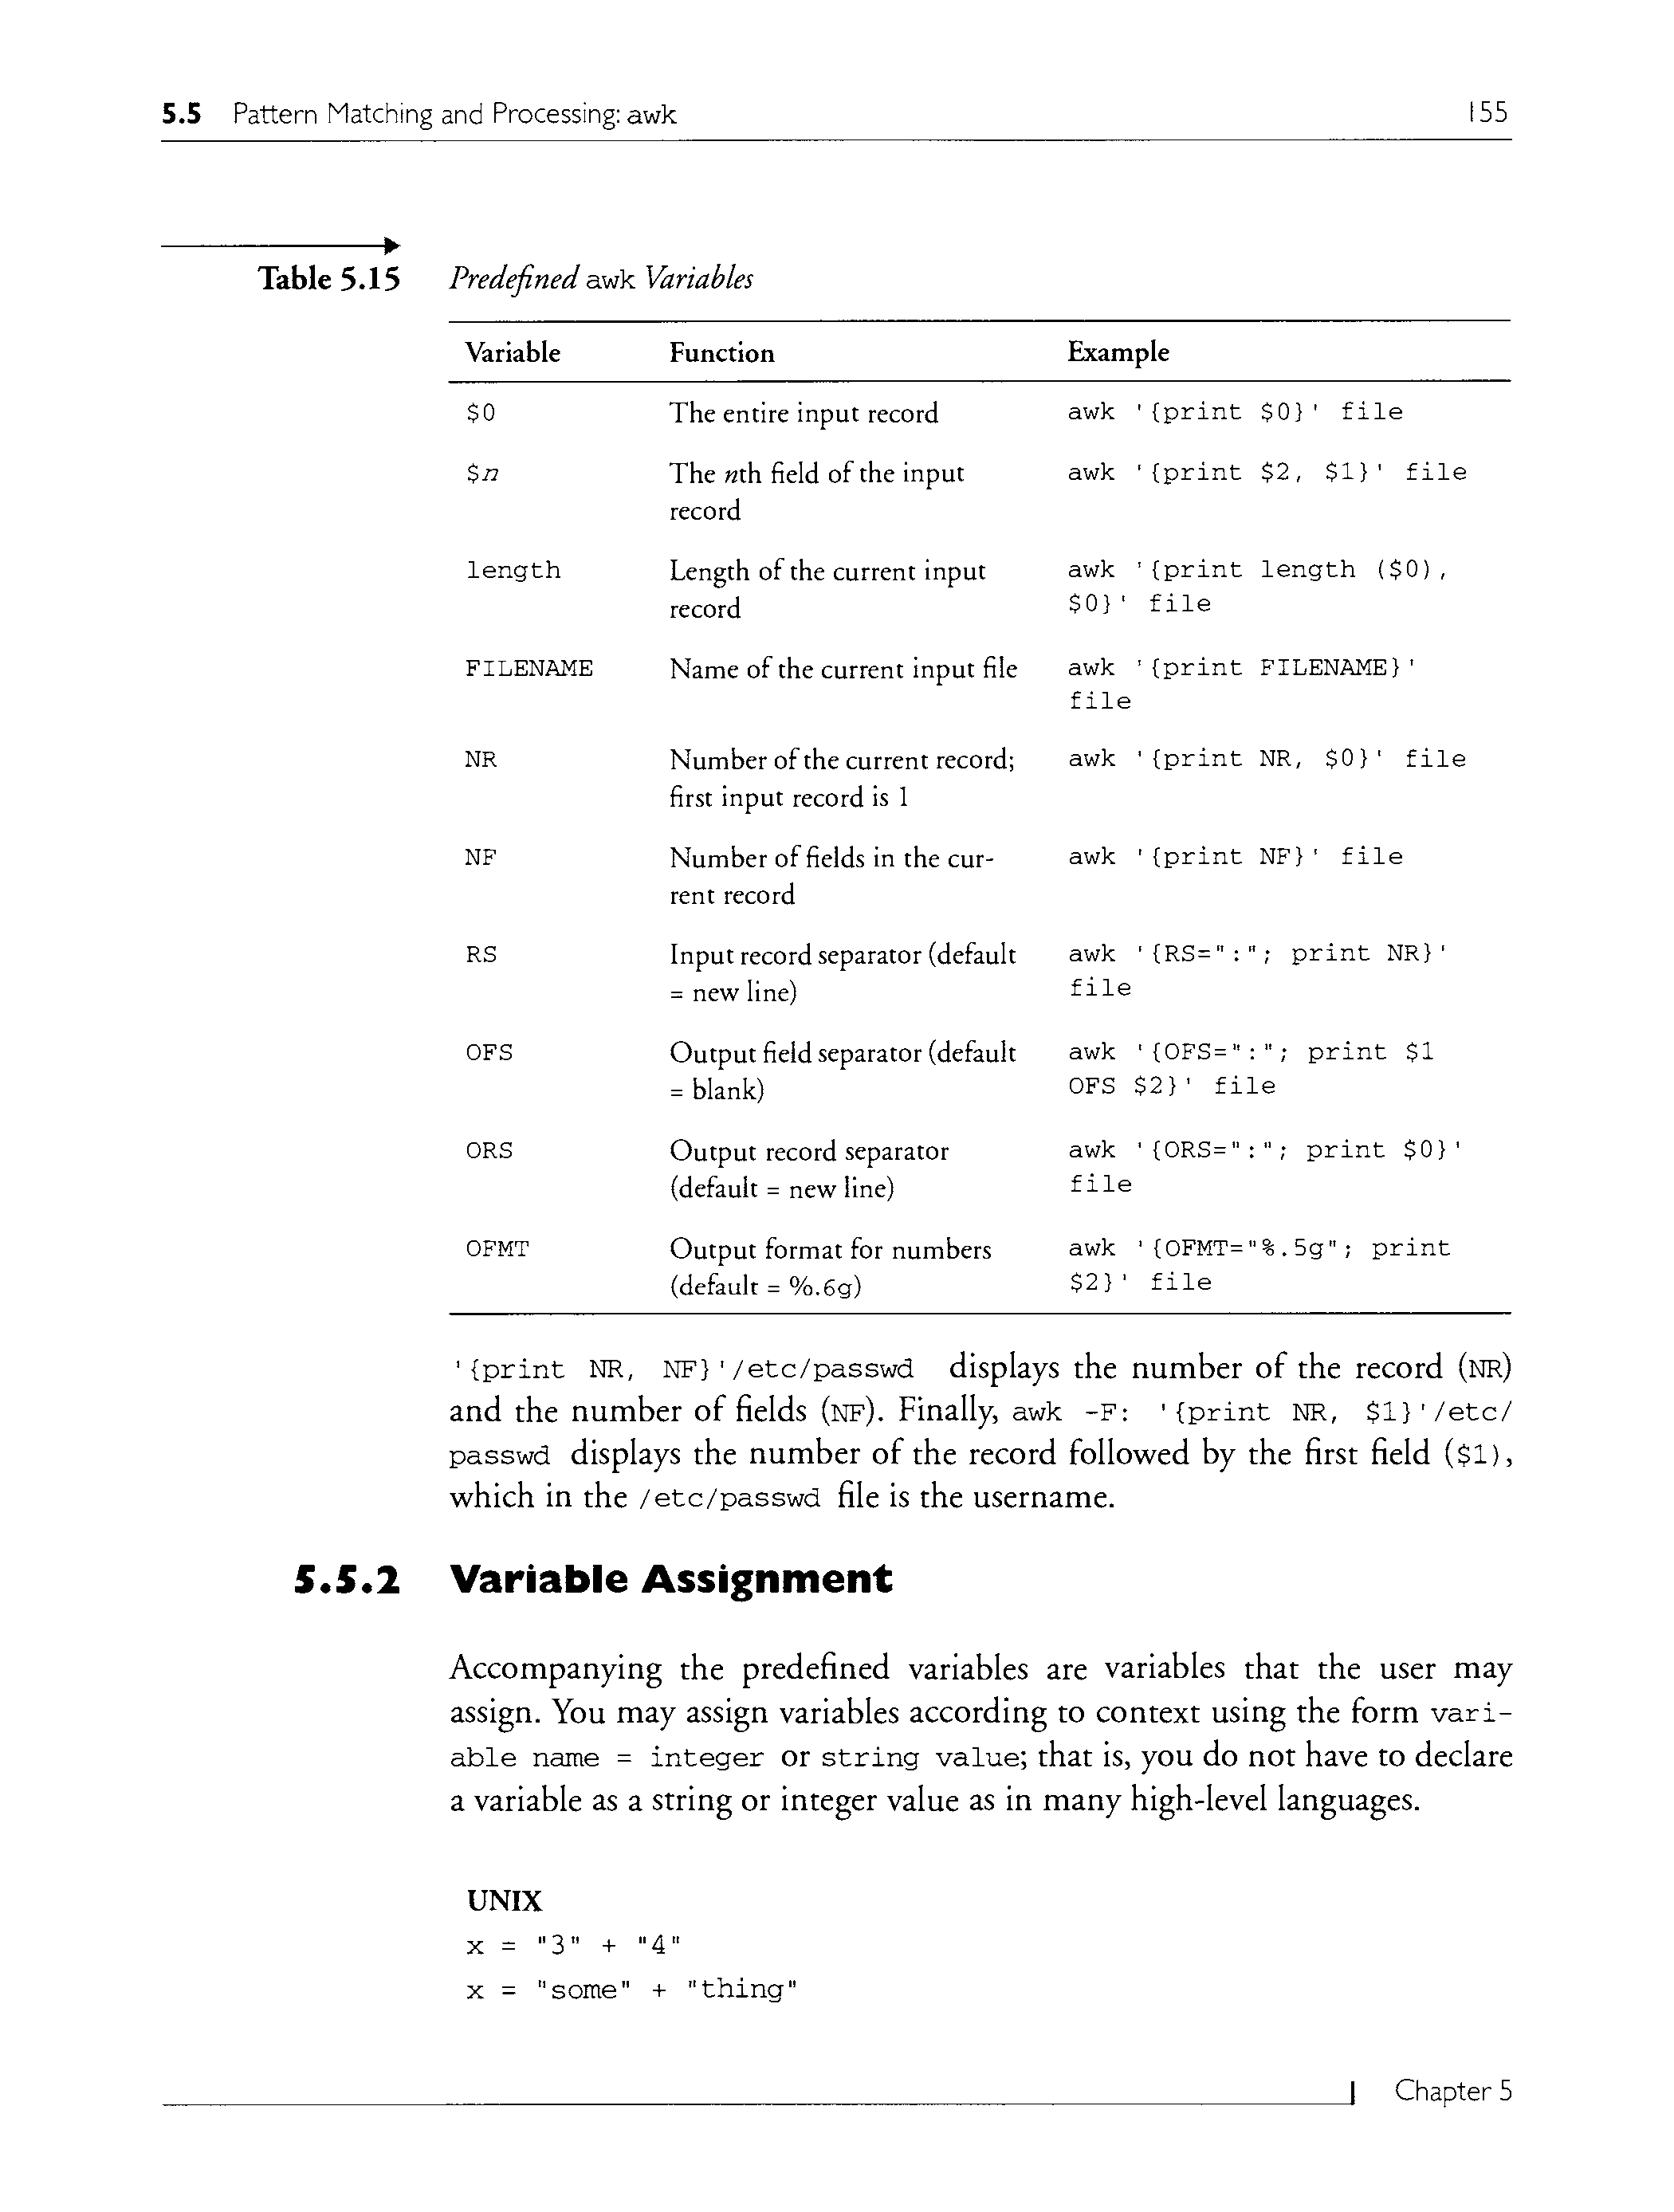 5.5 Pattern Matching and Processing: awk 155
Table 5.15 Predefined awk Variables
Variable Function Example
$0 The entire input record awk '{print $0}' file
$n The nth field of the input awk '{print $2, $1}' file
record
length Length of the current input awk '{print length ($0),
record $0}' file
FILENAME Name of the current input file awk '{print FILENAME}'
file
NR Number of the current record; awk '{print NR, $0}' file
first input record is 1
NF Number of fields in the cur- awk '{print NF}' file
rent record
RS Input record separator (default awk '{RS=":"; print NR}'
= new line) file
OFS Output field separator (default awk '{OFS=":"; print $1
= blank) OFS $2}' file
ORS Output record separator awk '{ORS=":"; print $0}'
(default = new line) file
OFMT Output format for numbers awk '{OFMT="%.5g"; print
(default = %.6g) $2}' file
'{print NR, NF}'/etc/passwd displays the number of the record (NR)
and the number of fields (NF). Finally, awk -F: '{print NR, $1}'/etc/
passwd displays the number of the record followed by the first field ($1),
which in the /etc/passwd file is the username.
5.5.2 Variable Assignment
Accompanying the predefined variables are variables that the user may
assign. You may assign variables according to context using the form vari-
able name = integer or string value; that is, you do not have to declare
a variable as a string or integer value as in many high-level languages.
UNIX
x = "3" + "4"
x = "some" + "thing"
Chapter 5